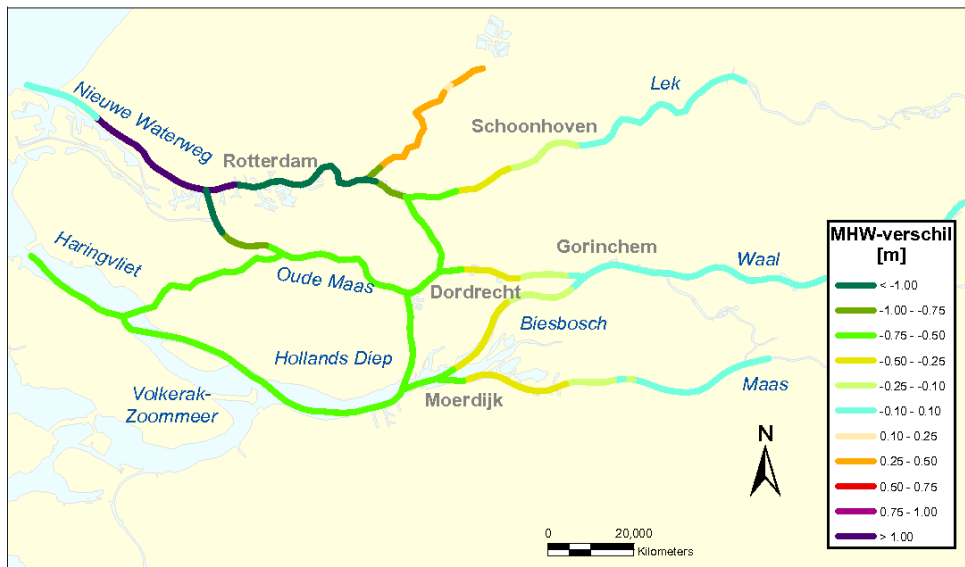 Nieuwe Waterweg
Lek
Schoonhoven
Rotterdam
Haringvliet
Oude Maas
Gorinchem
Waal
Dordrecht
Biesbosch
Hollands Diep
Volkerak-
Zoommeer
Moerdijk
Maas
N
0 20,000
Kilometers
MHW-verschil
[m]
< -1.00
-1.00 - -0.75
-0.75 - -0.50
-0.50 - -0.25
-0.25 - -0.10
-0.10 - 0.10
0.10 - 0.25
0.25 - 0.50
0.50 - 0.75
0.75 - 1.00
> 1.00